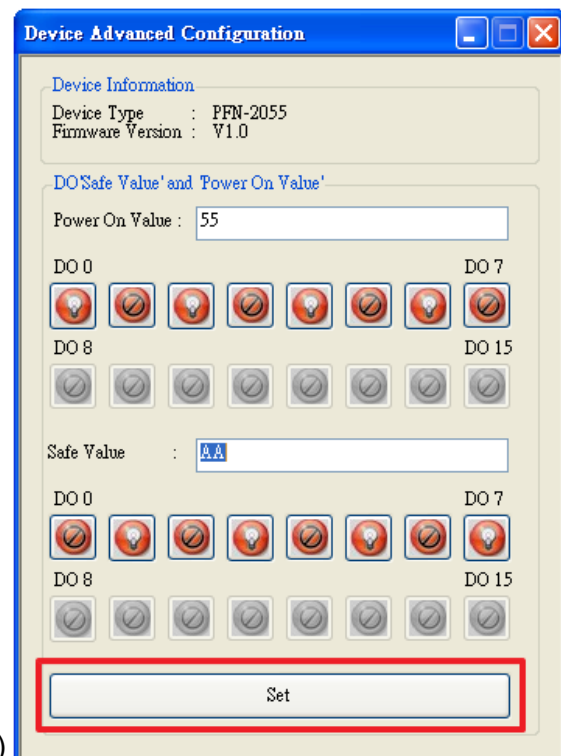 Device Advanced Configuration
Device Information
Device Type : PFN-2055
Firmware Version : V1.0
DO'Safe Value' and 'Power On Value'
Power On Value : 55
DO 0 DO 7
DO 8 DO 15
Safe Value : AA
DO 0 DO 7
DO 8 DO 15
Set
)